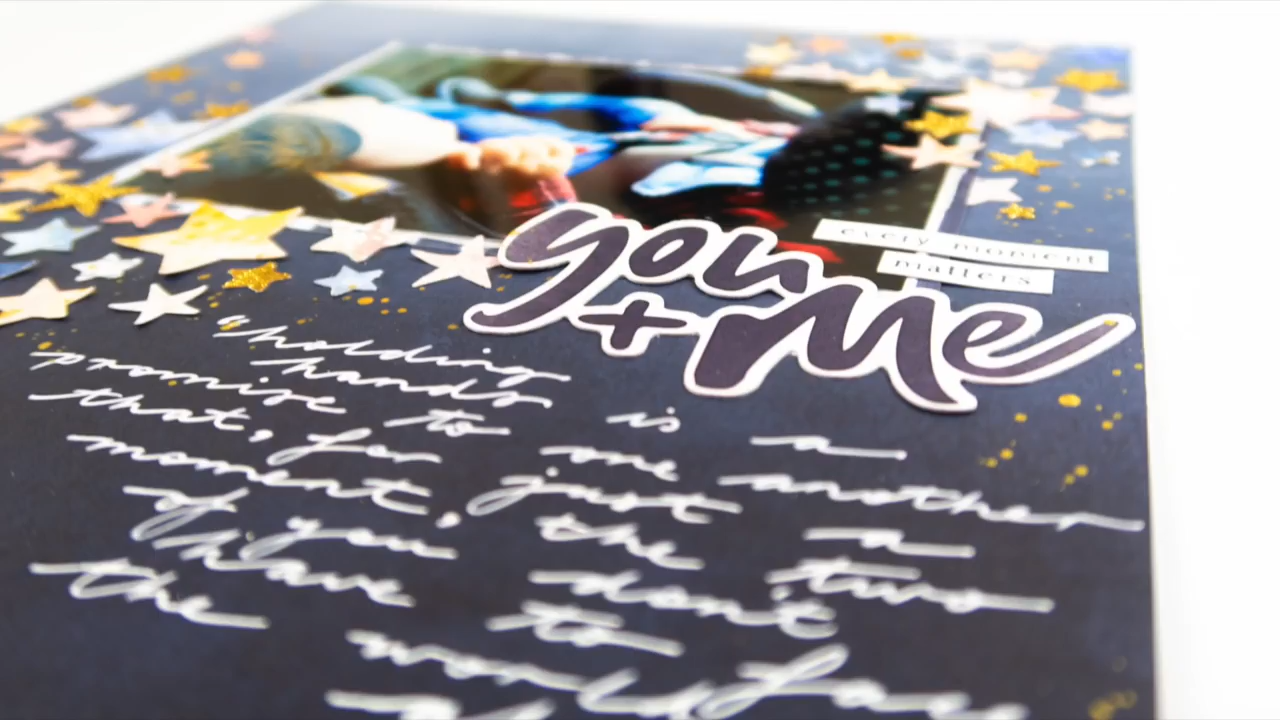 every moment
matters
you
+ me
"holding hands is a
promise to one another
that, for just a
moment, the two
of you don't
have to face
the world